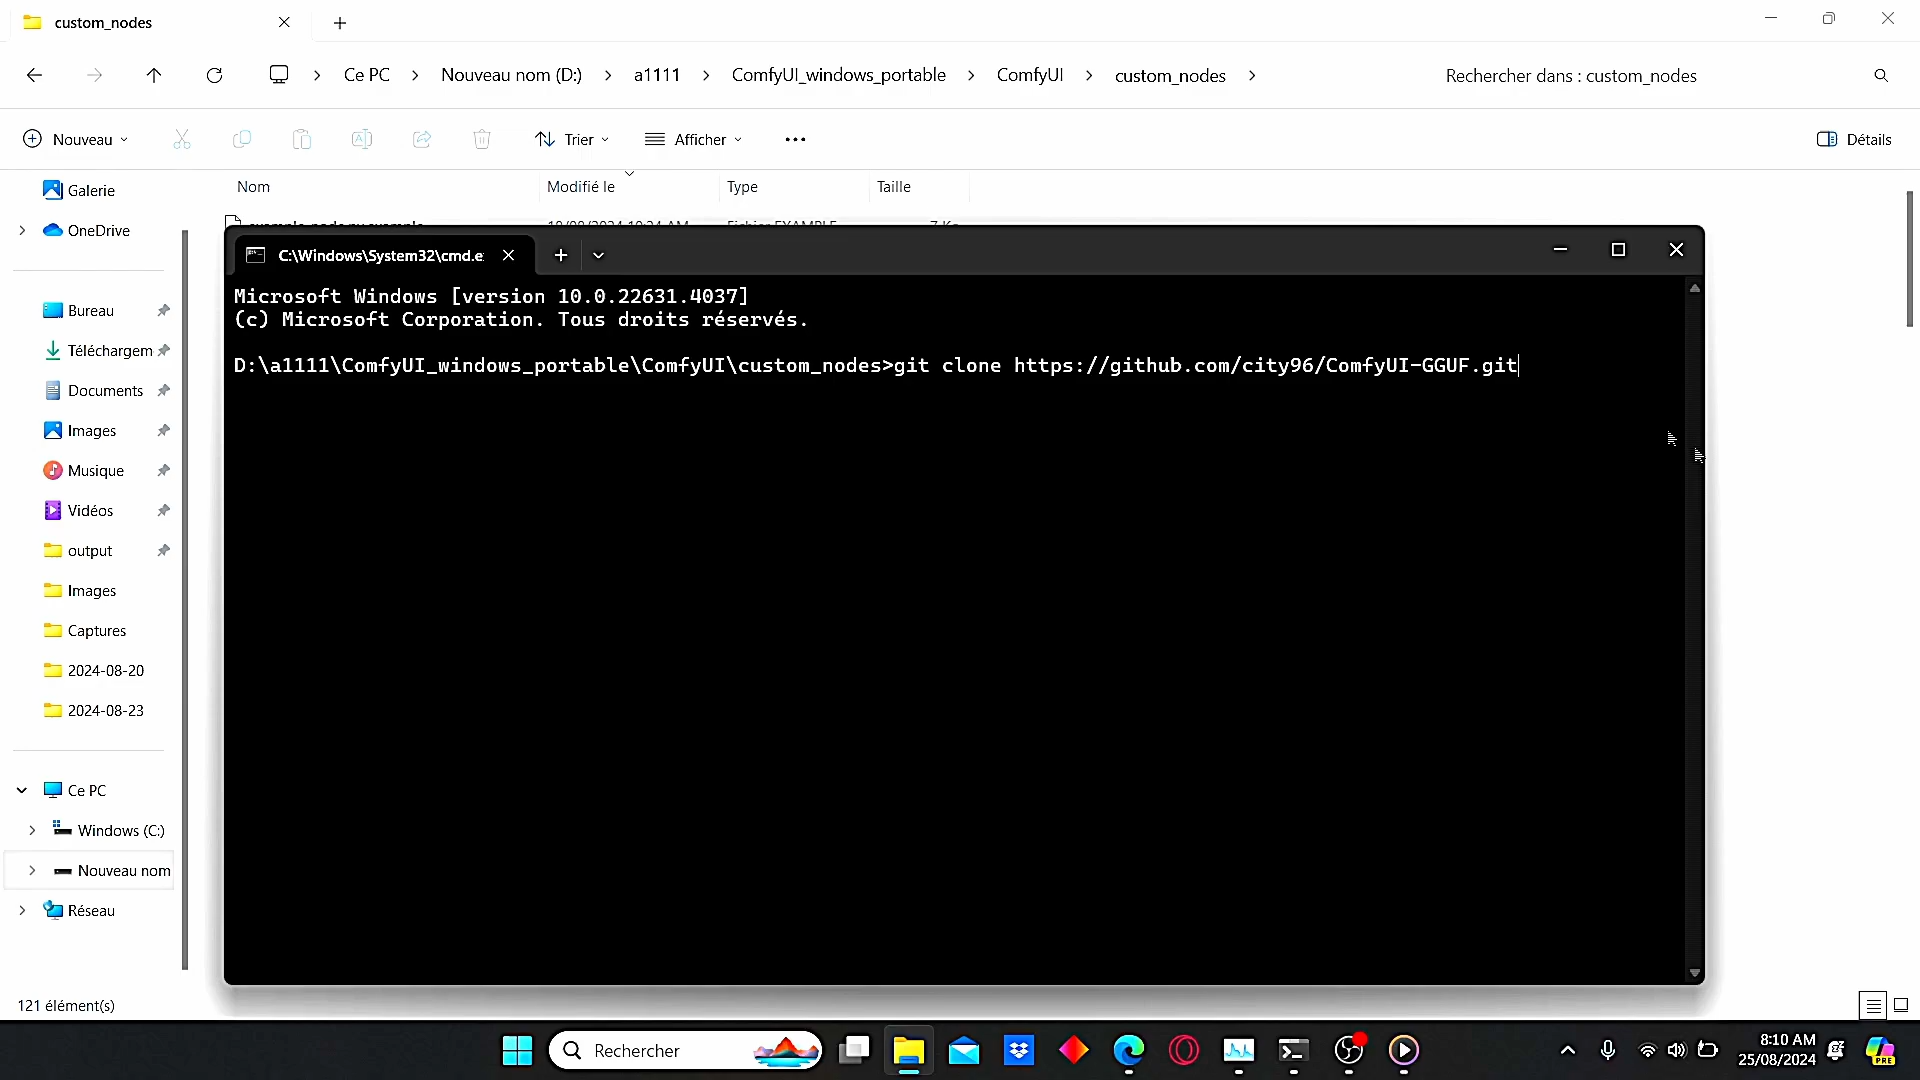 custom_nodes
Ce PC > Nouveau nom (D:) > a1111 > ComfyUI_windows_portable > ComfyUI > custom_nodes >
Rechercher dans : custom_nodes
Nouveau
Trier
Afficher
Détails
Nom
Modifié le
Type
Taille
Galerie
OneDrive
Bureau
Téléchargem
Documents
Images
Musique
Vidéos
output
Images
Captures
2024-08-20
2024-08-23
Ce PC
Windows (C:)
Nouveau nom
Réseau
121 élément(s)
C:\Windows\System32\cmd.e
Microsoft Windows [version 10.0.22631.4037]
(c) Microsoft Corporation. Tous droits réservés.
D:\a1111\ComfyUI_windows_portable\ComfyUI\custom_nodes>git clone https://github.com/city96/ComfyUI-GGUF.git
Rechercher
8:10 AM
25/08/2024
PRE